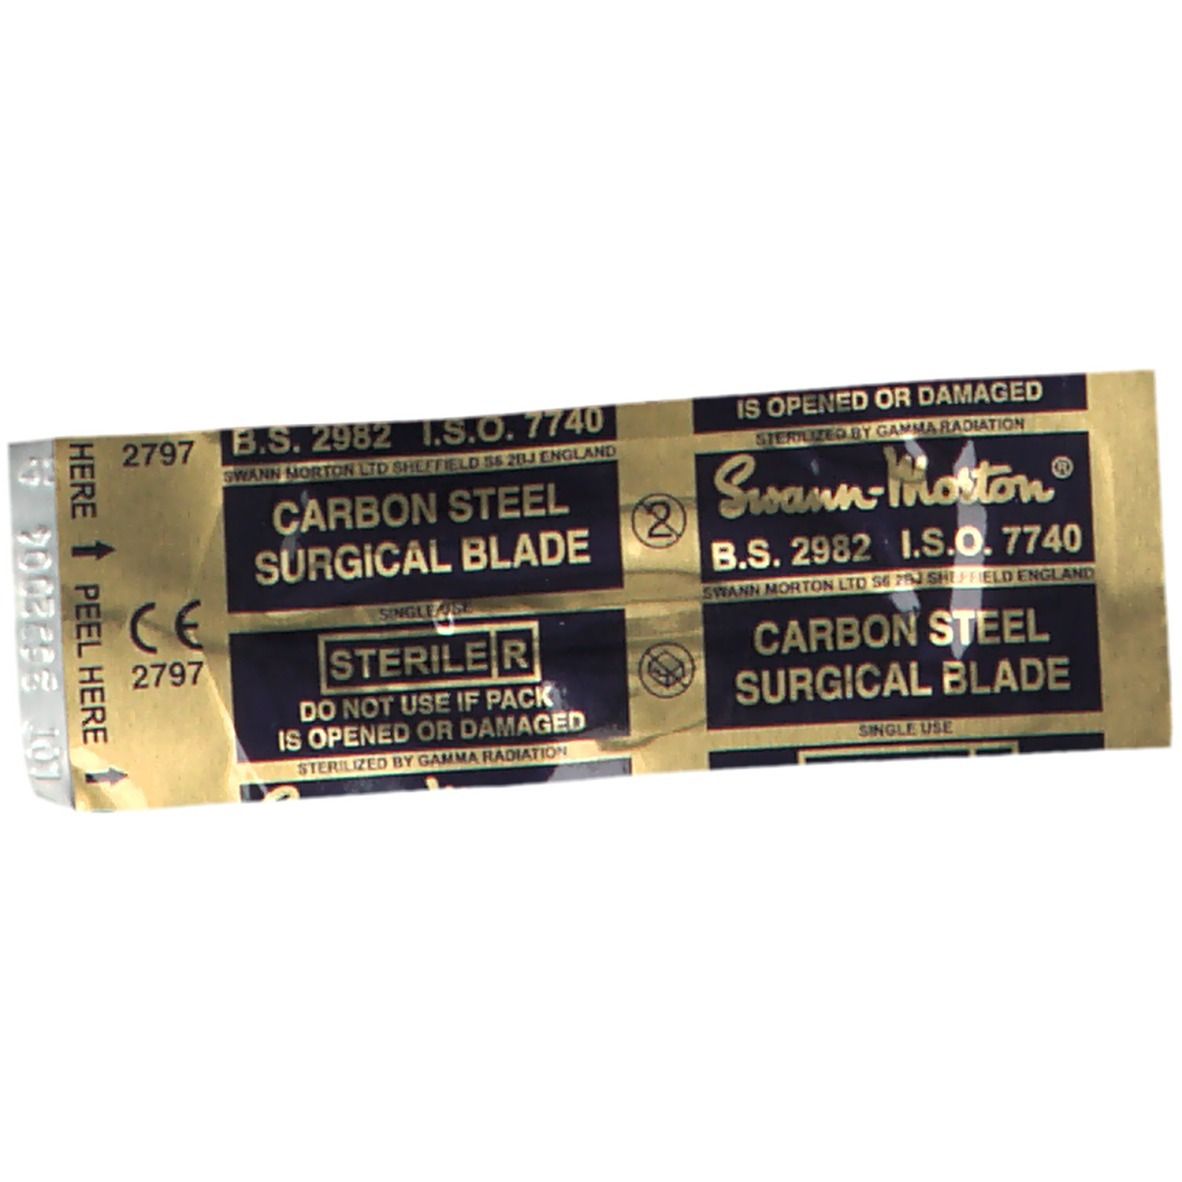 HERE ↑ PEEL HERE ↑
2797
CE
2797
B.S. 2982 I.S.O. 7740
SWANN MORTON LTD SHEFFIELD S6 2BJ ENGLAND
CARBON STEEL
SURGICAL BLADE
SINGLE USE
STERILE R
DO NOT USE IF PACK
IS OPENED OR DAMAGED
STERILIZED BY GAMMA RADIATION
2
IS OPENED OR DAMAGED
STERILIZED BY GAMMA RADIATION
Swann-Morton®
B.S. 2982 I.S.O. 7740
SWANN MORTON LTD S6 2BJ SHEFFIELD ENGLAND
CARBON STEEL
SURGICAL BLADE
SINGLE USE
LOT